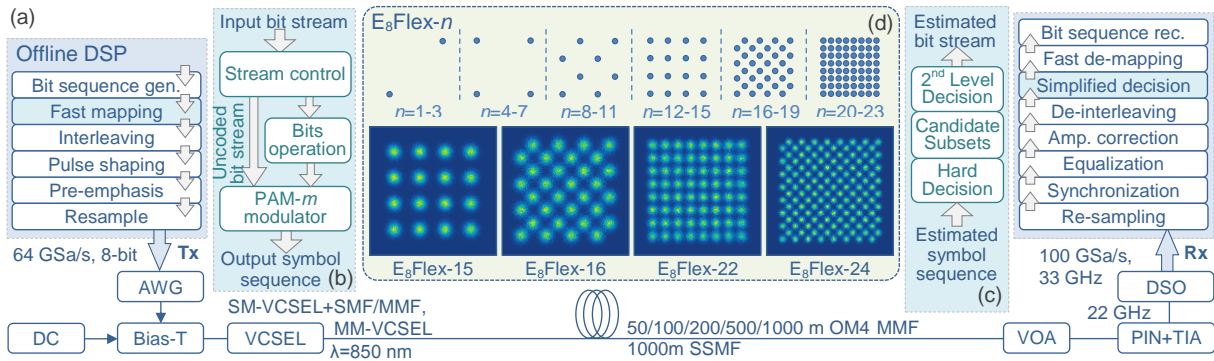 (a)
Offline DSP
Bit sequence gen.
Fast mapping
Interleaving
Pulse shaping
Pre-emphasis
Resample
64 GSa/s, 8-bit
Tx
AWG
DC
Bias-T
VCSEL
Input bit stream
Stream control
Uncoded
bit stream
Bits
operation
PAM-m
modulator
Output symbol
sequence
(b)
SM-VCSEL+SMF/MMF,
MM-VCSEL
λ=850 nm
E₈Flex-n
(d)
n=1-3
n=4-7
n=8-11
n=12-15
n=16-19
n=20-23
E₈Flex-15
E₈Flex-16
E₈Flex-22
E₈Flex-24
50/100/200/500/1000 m OM4 MMF
1000m SSMF
Estimated
bit stream
2nd Level
Decision
Candidate
Subsets
Hard
Decision
Estimated
symbol
sequence
(c)
Bit sequence rec.
Fast de-mapping
Simplified decision
De-interleaving
Amp. correction
Equalization
Synchronization
Re-sampling
100 GSa/s,
33 GHz
Rx
DSO
22 GHz
VOA
PIN+TIA